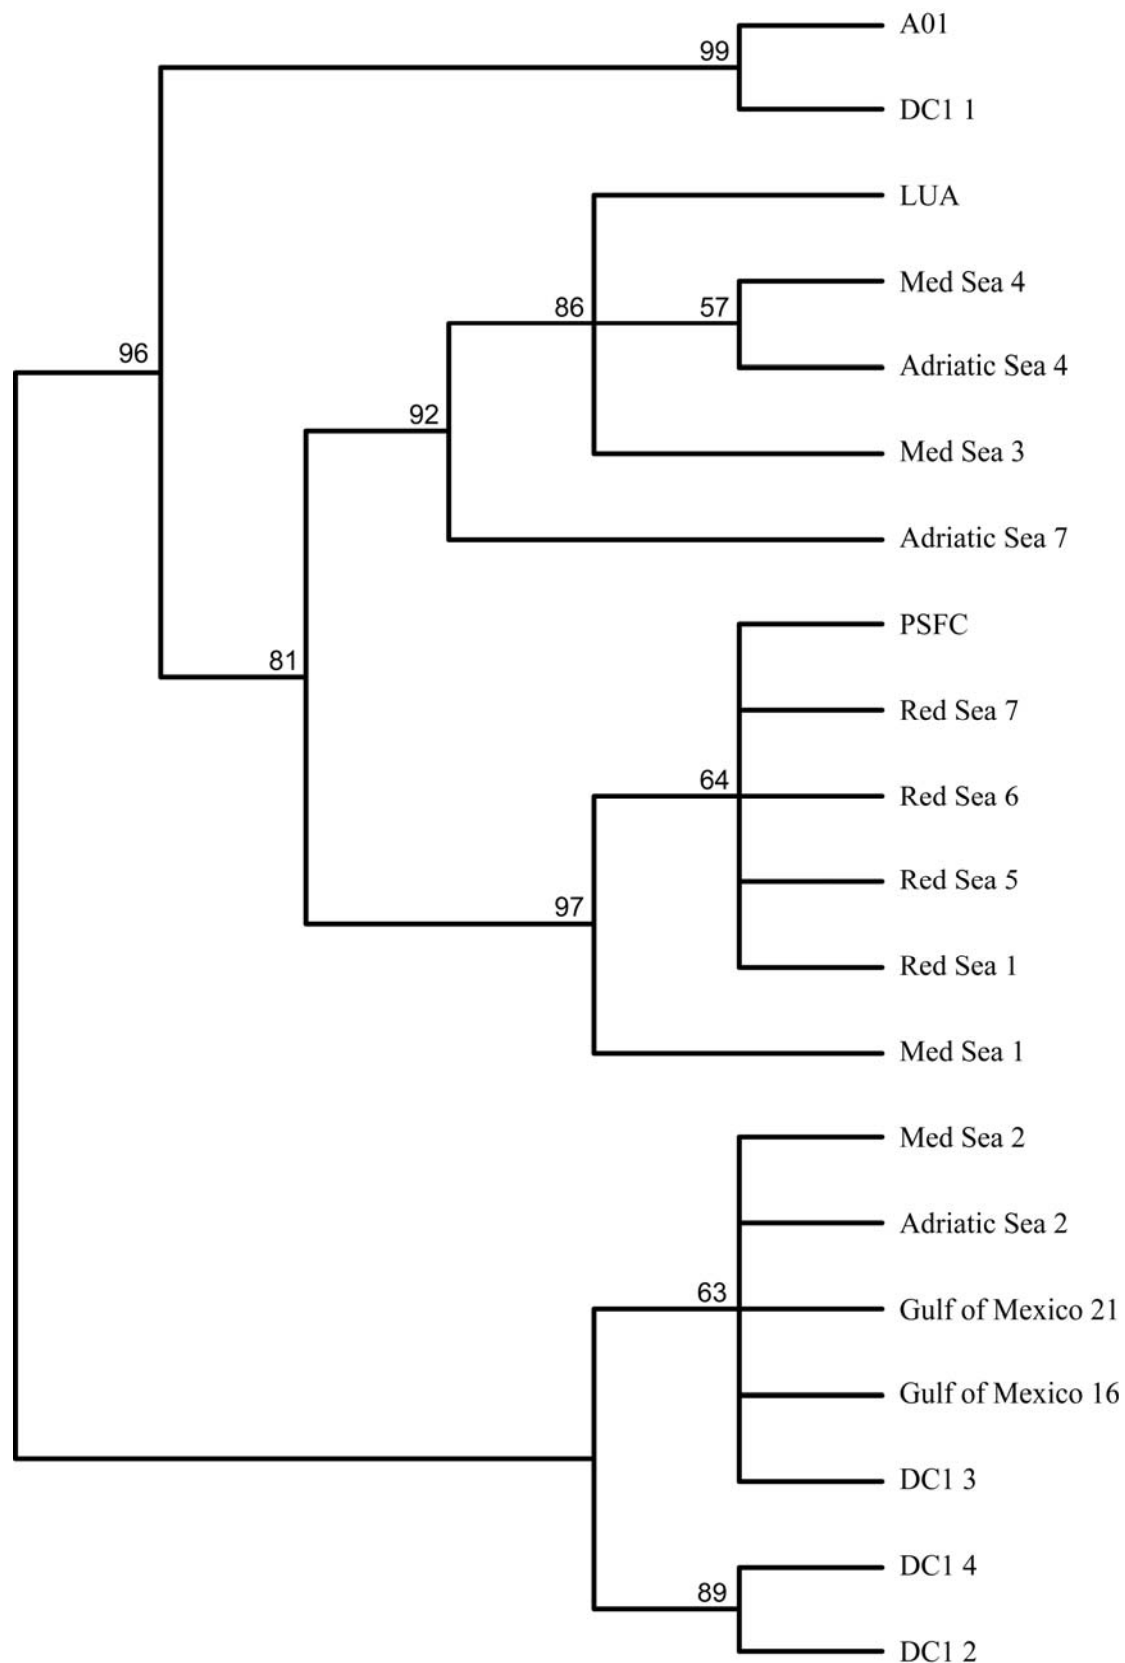 A01
99
DC1 1
LUA
Med Sea 4
86
57
96
Adriatic Sea 4
92
Med Sea 3
Adriatic Sea 7
PSFC
81
Red Sea 7
64
Red Sea 6
Red Sea 5
97
Red Sea 1
Med Sea 1
Med Sea 2
Adriatic Sea 2
63
Gulf of Mexico 21
Gulf of Mexico 16
DC1 3
DC1 4
89
DC1 2